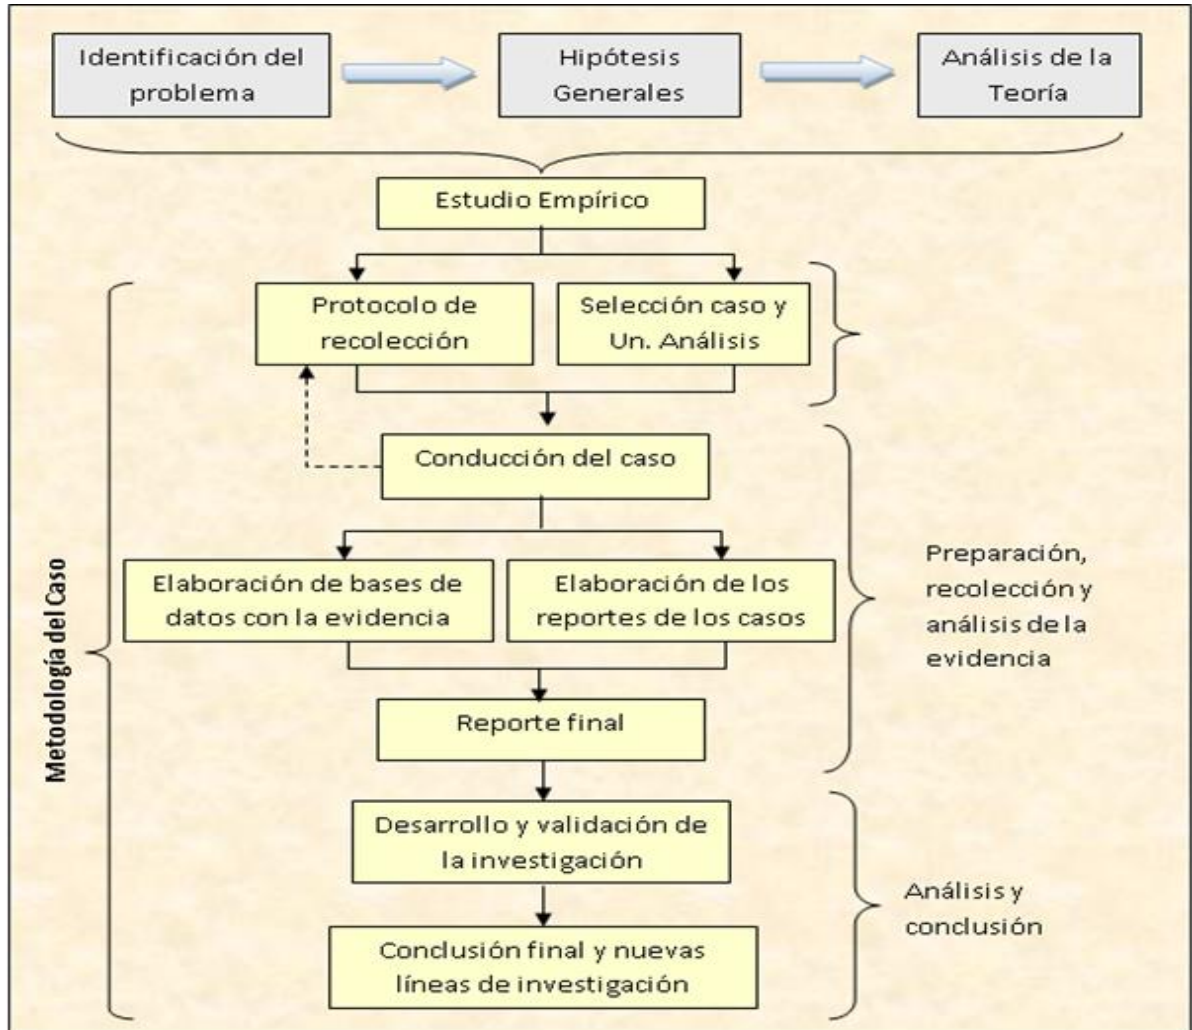 Identificación del
problema
Hipótesis
Generales
Análisis de la
Teoría
Estudio Empírico
Protocolo de
recolección
Selección caso y
Un. Análisis
Conducción del caso
Elaboración de bases de
datos con la evidencia
Elaboración de los
reportes de los casos
Preparación,
recolección y
análisis de la
evidencia
Metodología del Caso
Reporte final
Desarrollo y validación de
la investigación
Análisis y
conclusión
Conclusión final y nuevas
líneas de investigación